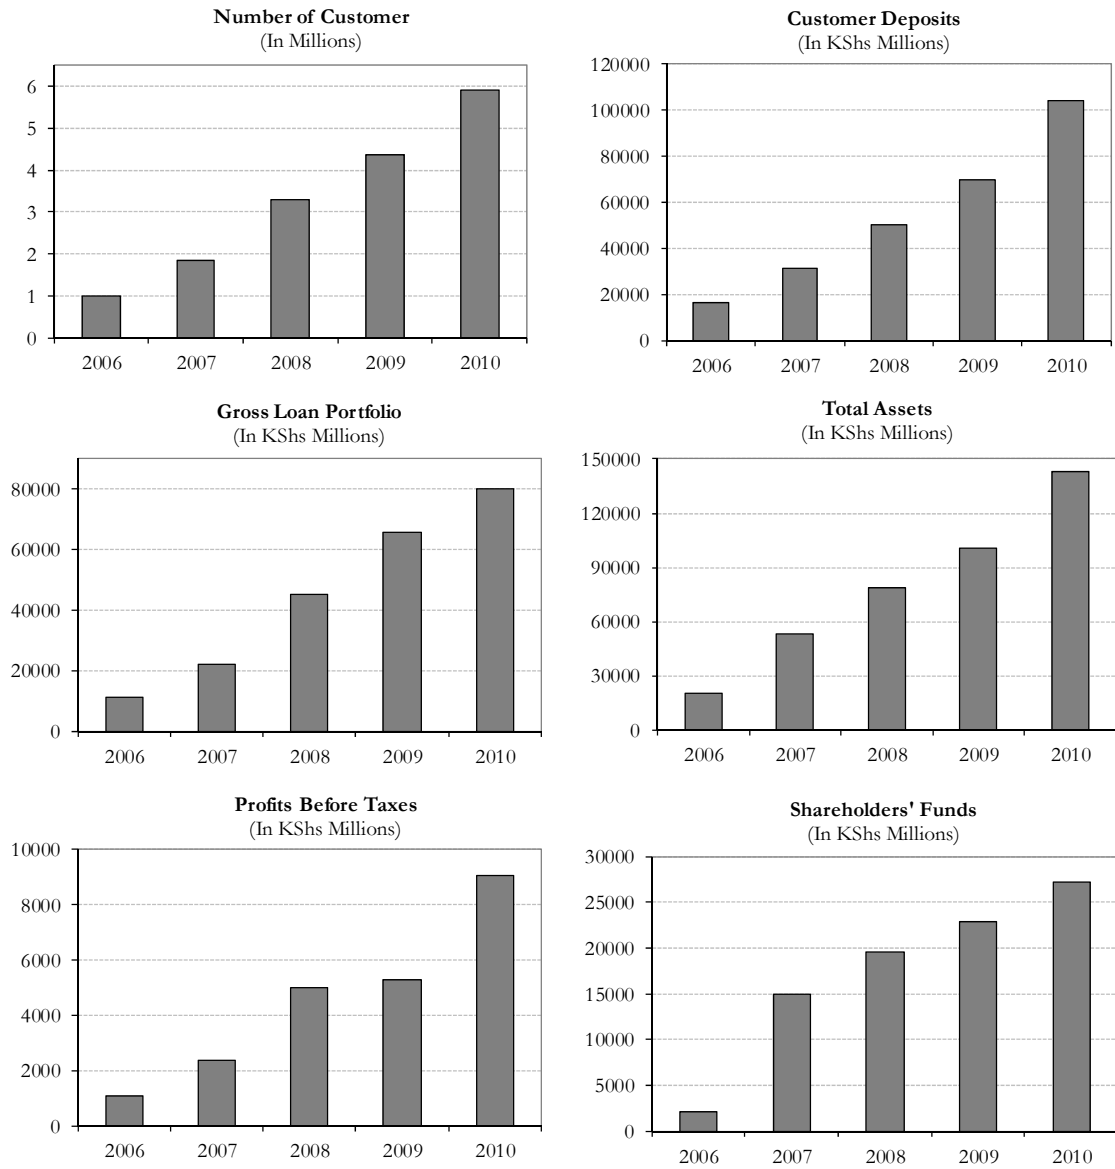 Number of Customer
(In Millions)
6
5
4
3
2
1
0
2006 2007 2008 2009 2010
Customer Deposits
(In KShs Millions)
120000
100000
80000
60000
40000
20000
0
2006 2007 2008 2009 2010
Gross Loan Portfolio
(In KShs Millions)
80000
60000
40000
20000
0
2006 2007 2008 2009 2010
Total Assets
(In KShs Millions)
150000
120000
90000
60000
30000
0
2006 2007 2008 2009 2010
Profits Before Taxes
(In KShs Millions)
10000
8000
6000
4000
2000
0
2006 2007 2008 2009 2010
Shareholders' Funds
(In KShs Millions)
30000
25000
20000
15000
10000
5000
0
2006 2007 2008 2009 2010